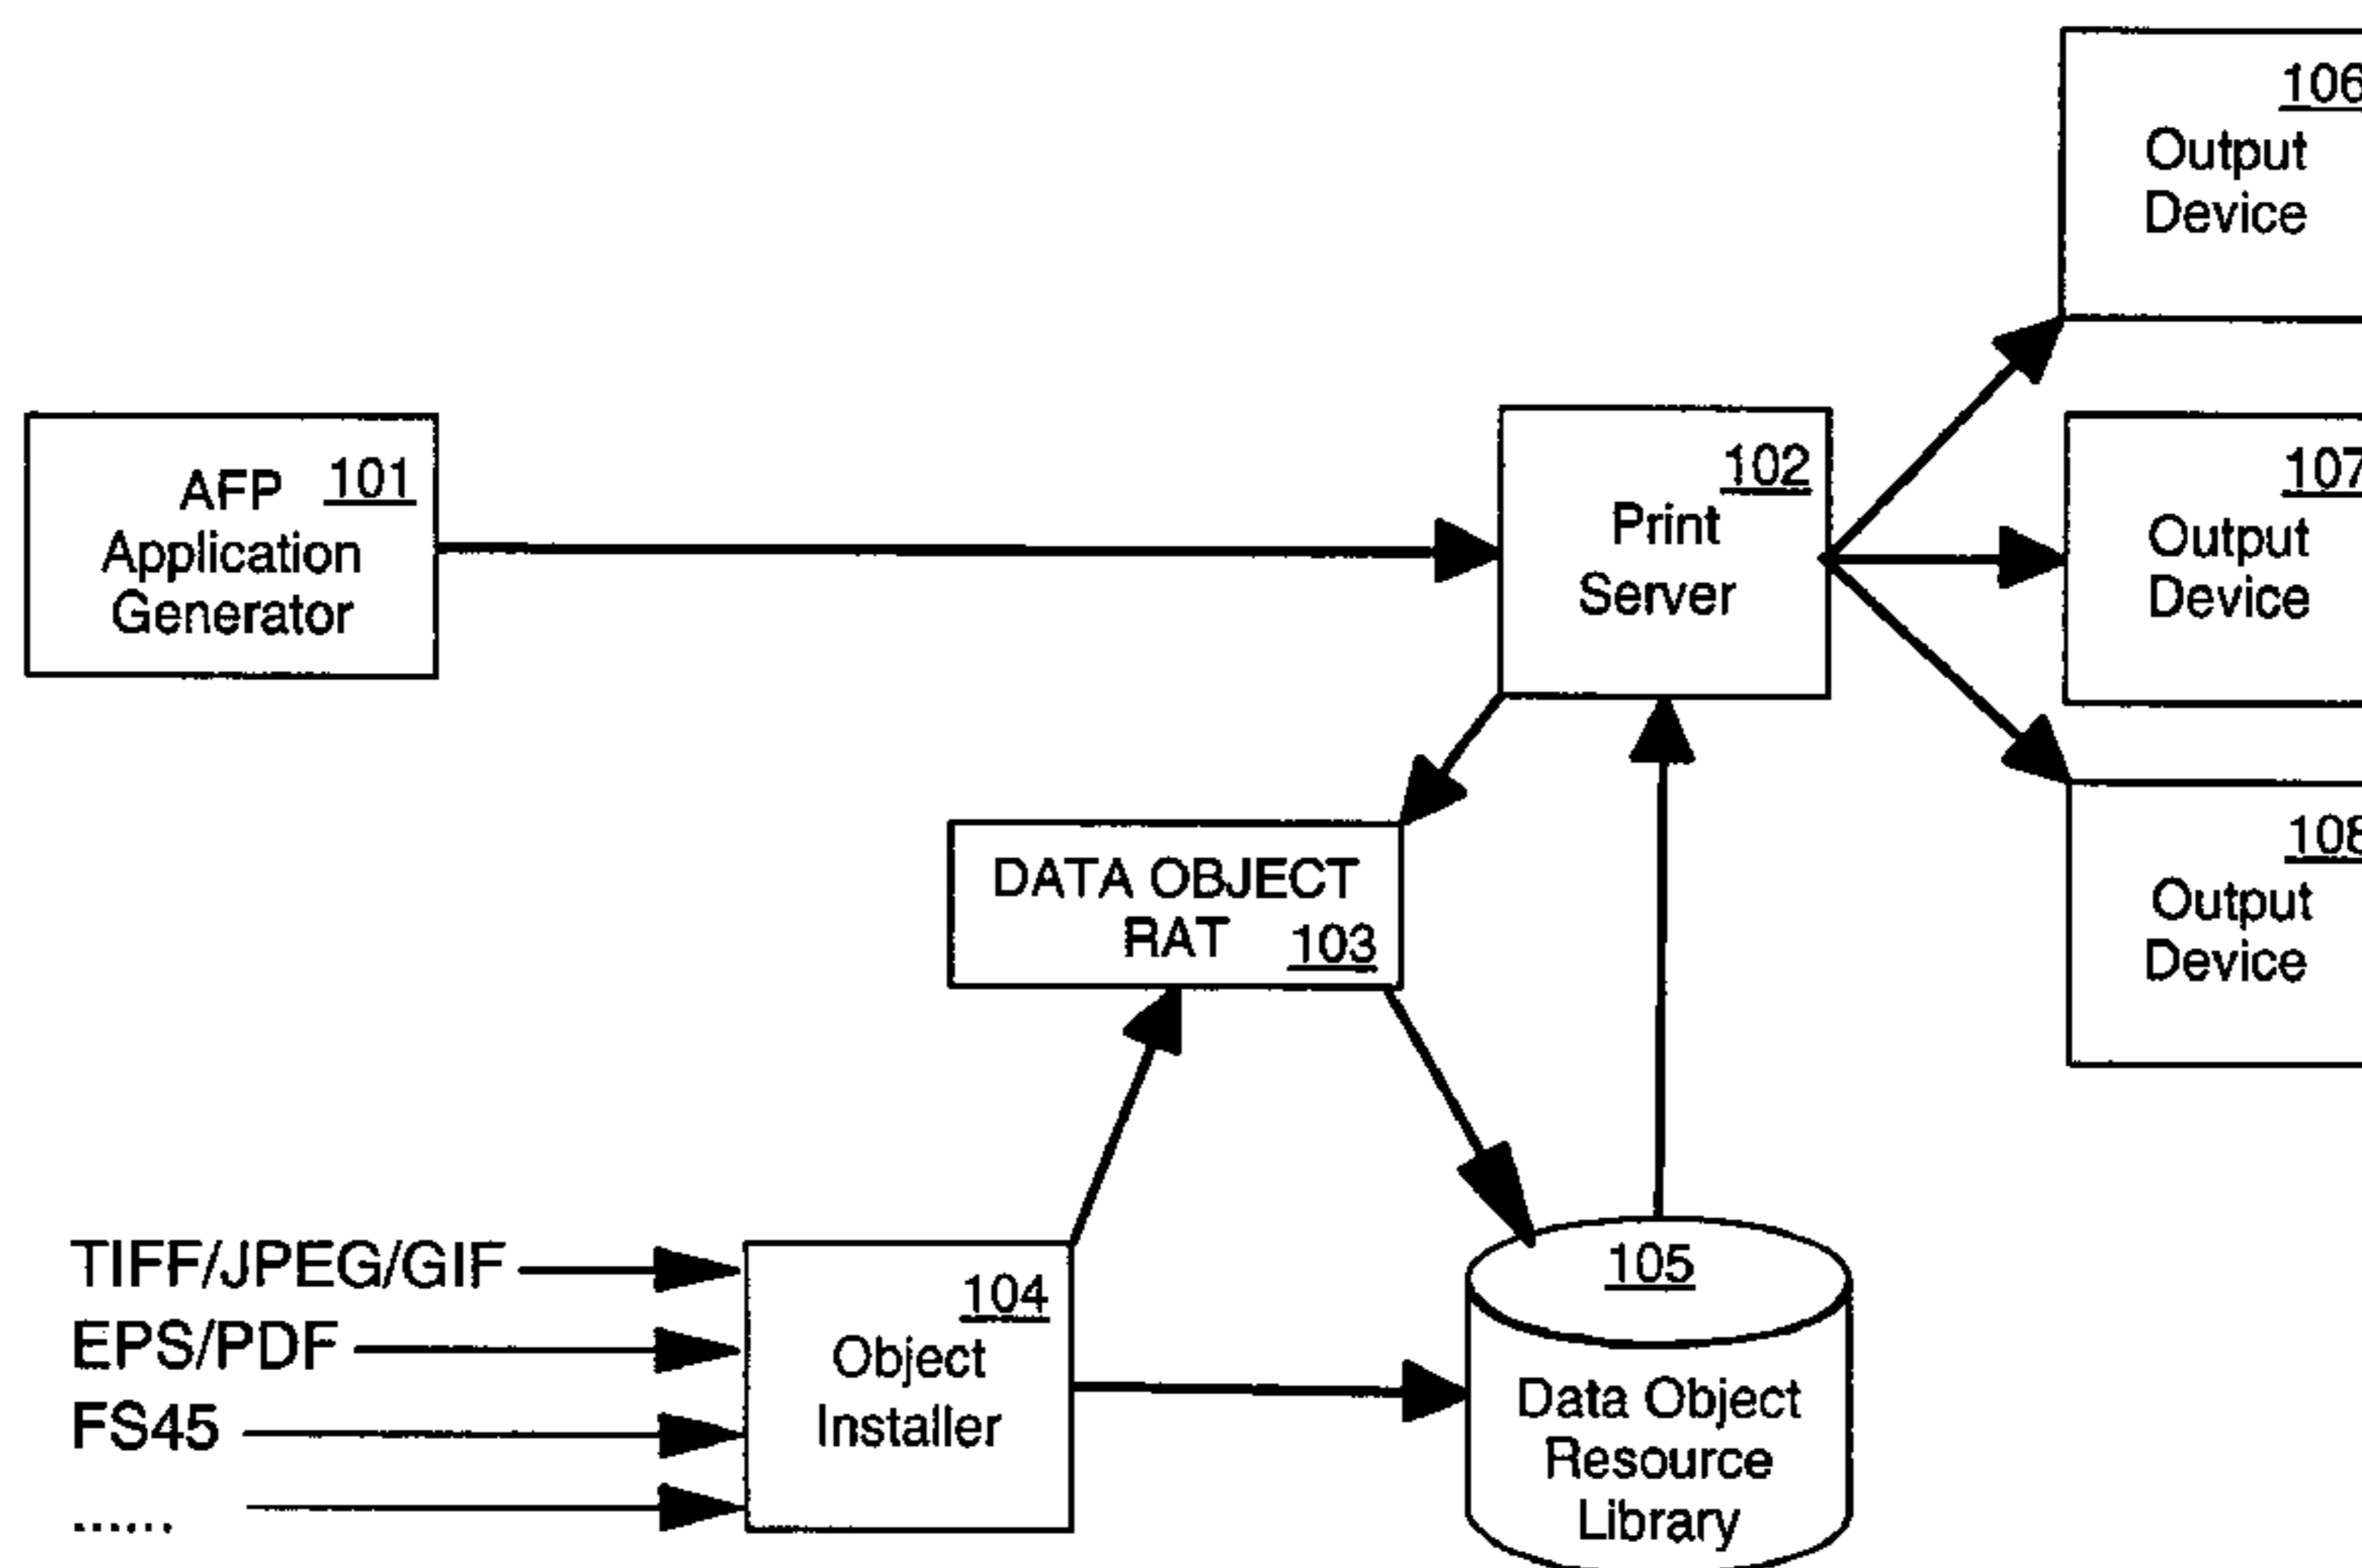 106
Output
Device
AFP 101
Application
Generator
102
Print
Server
107
Output
Device
DATA OBJECT
RAT 103
108
Output
Device
TIFF/JPEG/GIF
EPS/PDF
FS45
......
104
Object
Installer
105
Data Object
Resource
Library